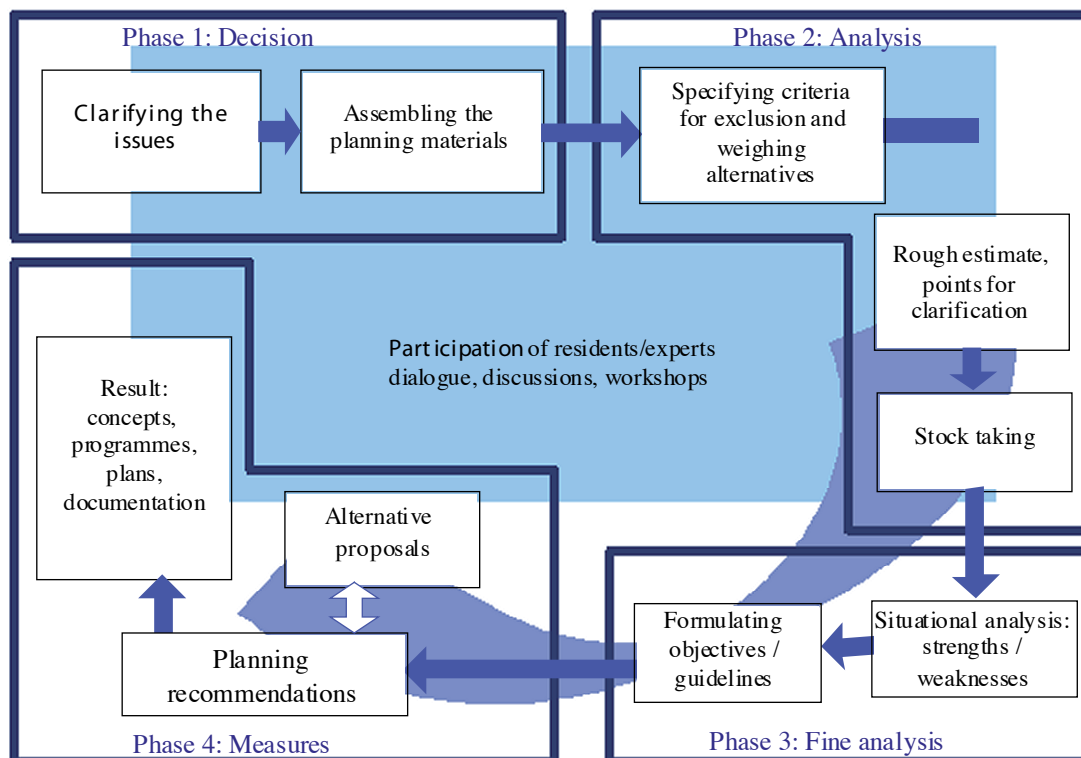 Phase 1: Decision
Clarifying the
issues
Assembling the
planning materials
Phase 2: Analysis
Specifying criteria
for exclusion and
weighing
alternatives
Rough estimate,
points for
clarification
Stock taking
Participation of residents/experts
dialogue, discussions, workshops
Situational analysis:
strengths /
weaknesses
Formulating
objectives /
guidelines
Phase 3: Fine analysis
Alternative
proposals
Planning
recommendations
Result:
concepts,
programmes,
plans,
documentation
Phase 4: Measures